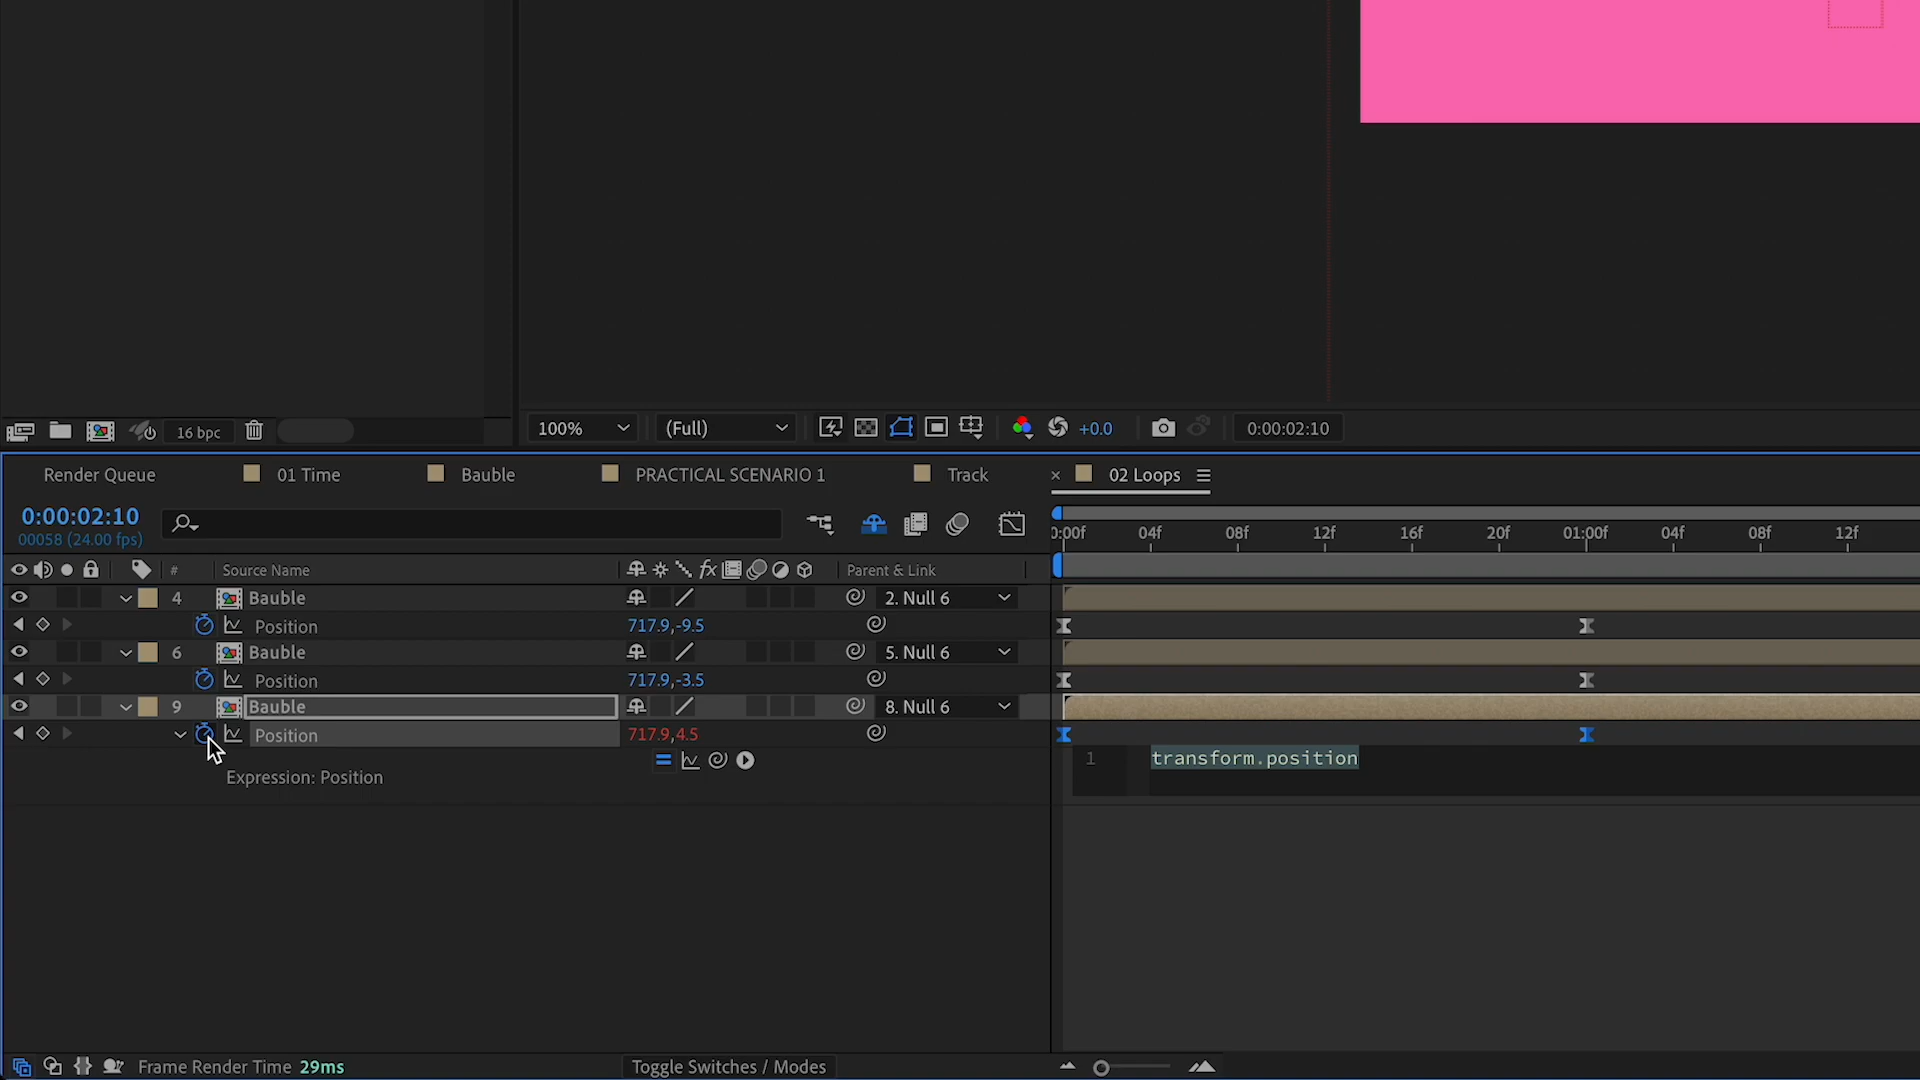 16 bpc
100%
(Full)
+0.0
0:00:02:10
Render Queue
01 Time
Bauble
PRACTICAL SCENARIO 1
Track
× 02 Loops
0:00:02:10
00058 (24.00 fps)
0:00f 04f 08f 12f 16f 20f 01:00f 04f 08f 12f
# Source Name fx Parent & Link
4 Bauble 2. Null 6
Position 717.9,-9.5
6 Bauble 5. Null 6
Position 717.9,-3.5
9 Bauble 8. Null 6
Position 717.9,4.5
1 transform.position
Expression: Position
Frame Render Time 29ms
Toggle Switches / Modes